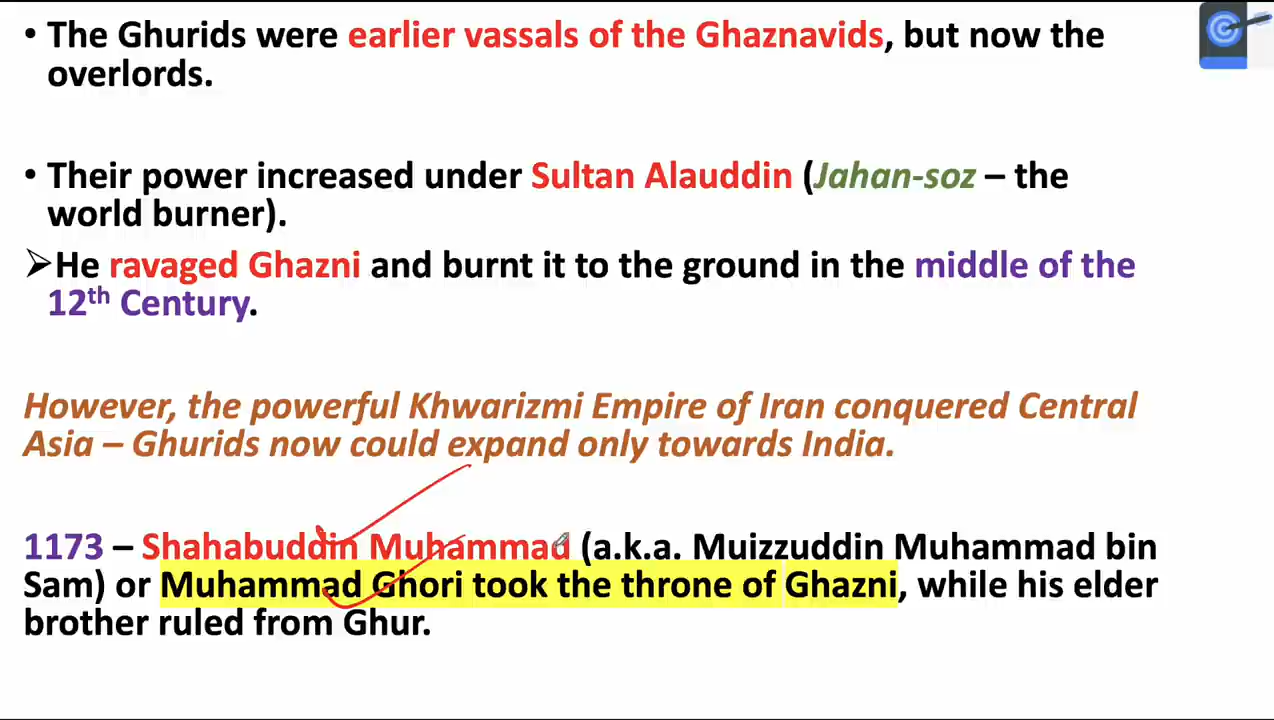 • The Ghurids were earlier vassals of the Ghaznavids, but now the
overlords.
• Their power increased under Sultan Alauddin (Jahan-soz – the
world burner).
➢He ravaged Ghazni and burnt it to the ground in the middle of the
12th Century.
However, the powerful Khwarizmi Empire of Iran conquered Central
Asia – Ghurids now could expand only towards India.
1173 – Shahabuddin Muhammad (a.k.a. Muizzuddin Muhammad bin
Sam) or Muhammad Ghori took the throne of Ghazni, while his elder
brother ruled from Ghur.